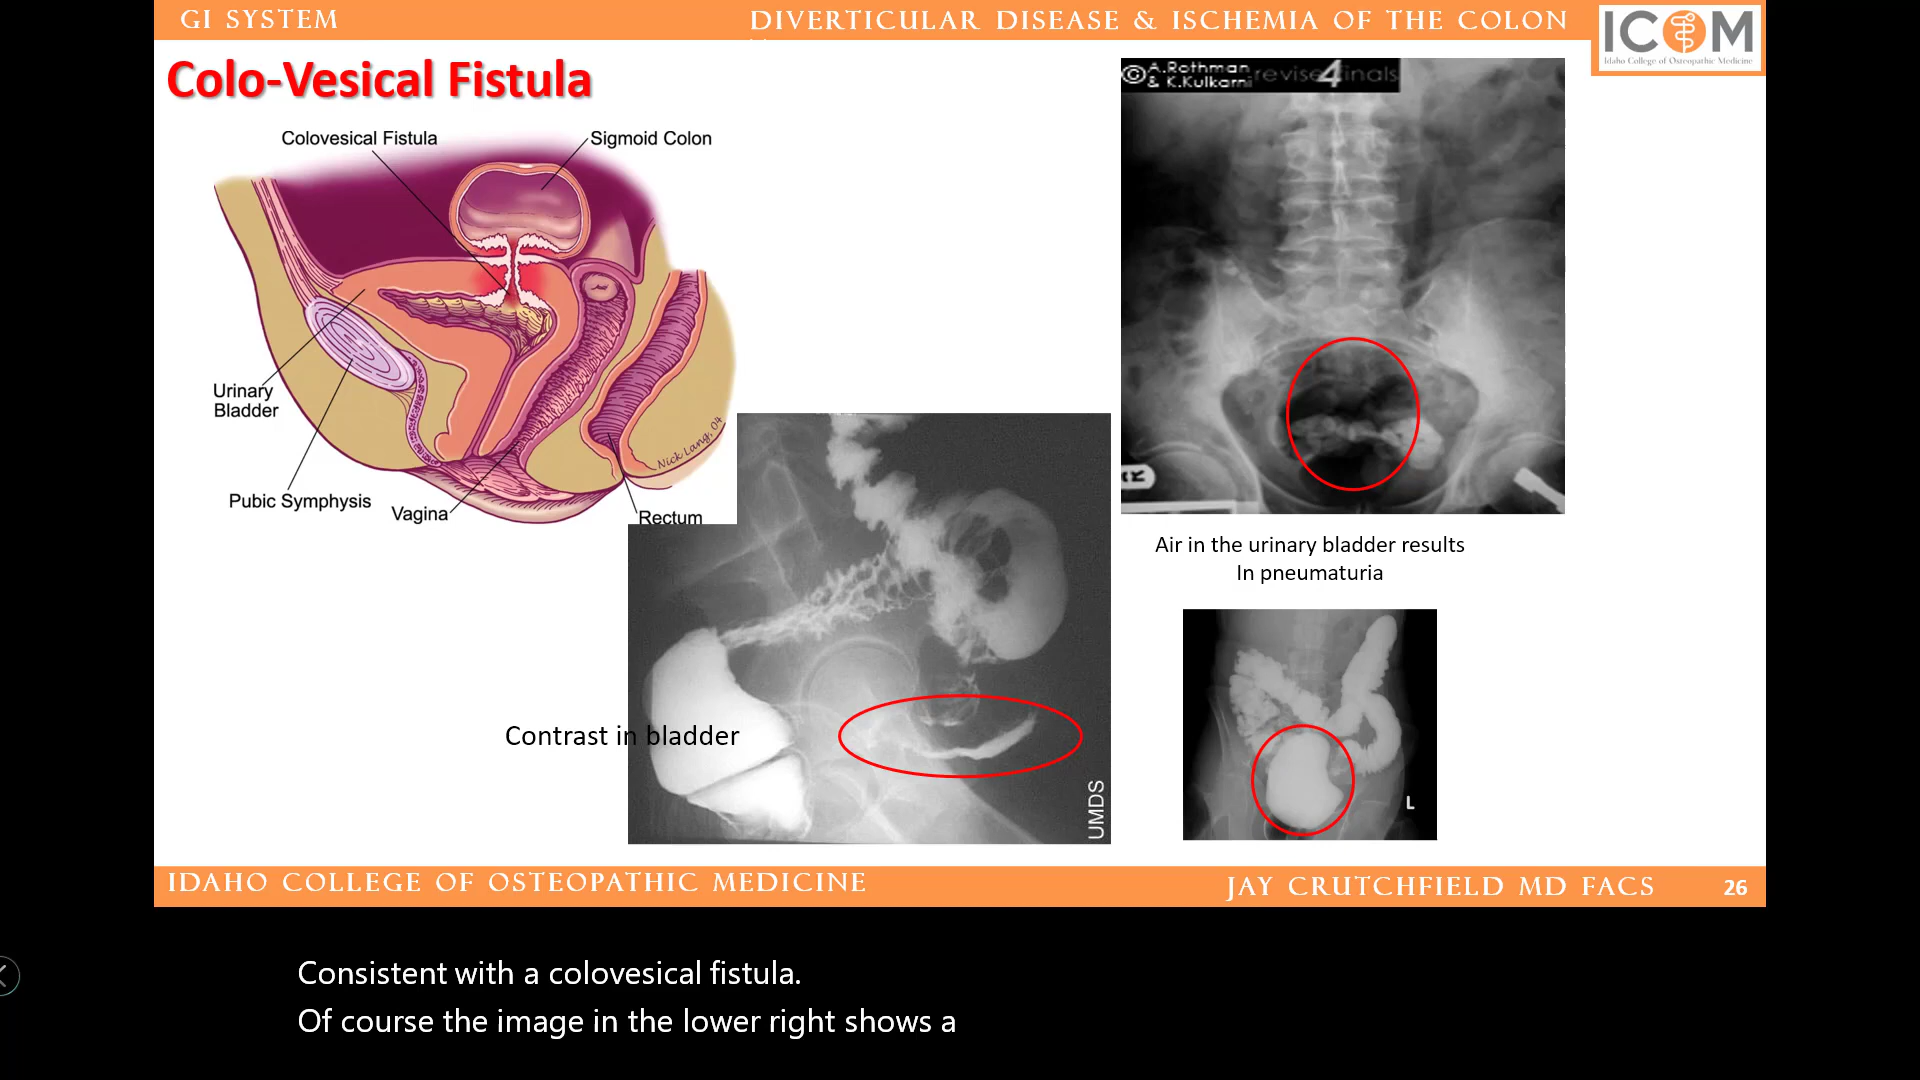 GI SYSTEM
DIVERTICULAR DISEASE & ISCHEMIA OF THE COLON
ICOM
Idaho College of Osteopathic Medicine
Colo-Vesical Fistula
Colovesical Fistula
Sigmoid Colon
Urinary
Bladder
Pubic Symphysis
Vagina
Rectum
Nick Lang, 04
© A.Rothman
& K.Kulkarni
revise4finals
R
Air in the urinary bladder results
In pneumaturia
Contrast in bladder
UMDS
L
IDAHO COLLEGE OF OSTEOPATHIC MEDICINE
JAY CRUTCHFIELD MD FACS
26
Consistent with a colovesical fistula.
Of course the image in the lower right shows a